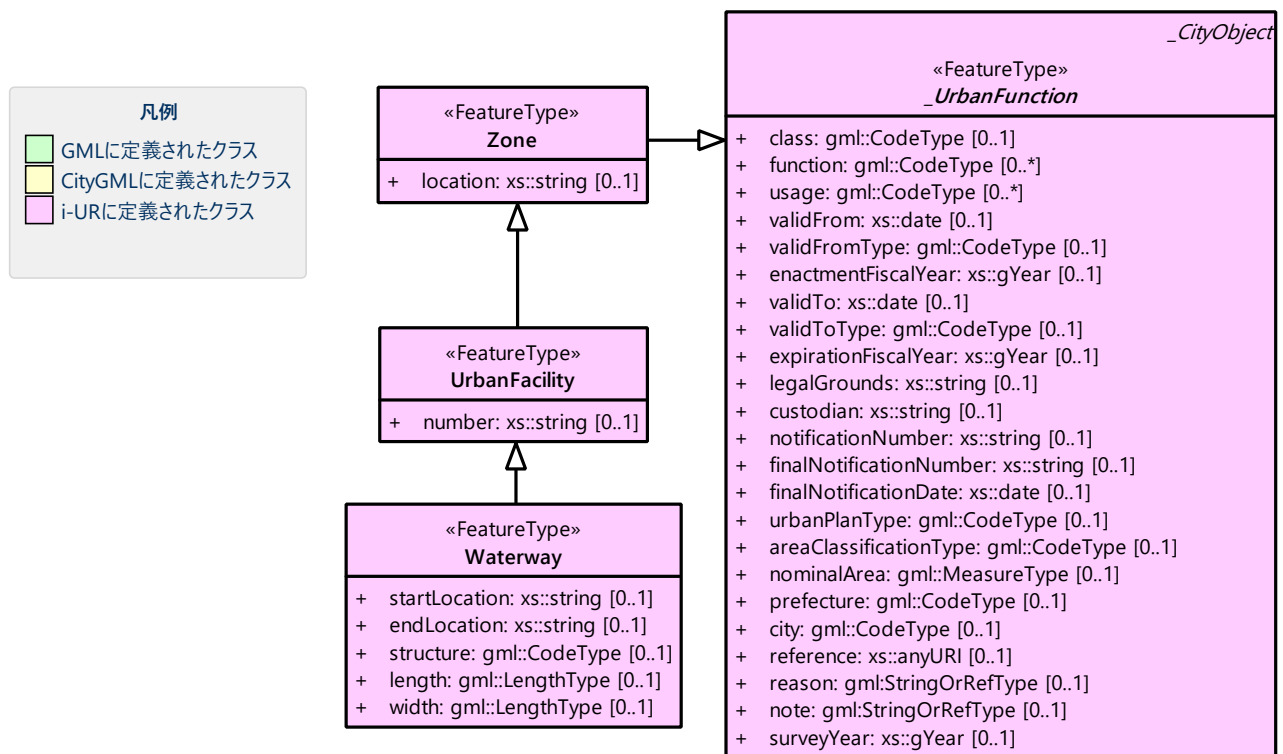 凡例
GMLに定義されたクラス
CityGMLに定義されたクラス
i-URに定義されたクラス
«FeatureType»
Zone
+ location: xs::string [0..1]
«FeatureType»
UrbanFacility
+ number: xs::string [0..1]
«FeatureType»
Waterway
+ startLocation: xs::string [0..1]
+ endLocation: xs::string [0..1]
+ structure: gml::CodeType [0..1]
+ length: gml::LengthType [0..1]
+ width: gml::LengthType [0..1]
_CityObject
«FeatureType»
_UrbanFunction
+ class: gml::CodeType [0..1]
+ function: gml::CodeType [0..*]
+ usage: gml::CodeType [0..*]
+ validFrom: xs::date [0..1]
+ validFromType: gml::CodeType [0..1]
+ enactmentFiscalYear: xs::gYear [0..1]
+ validTo: xs::date [0..1]
+ validToType: gml::CodeType [0..1]
+ expirationFiscalYear: xs::gYear [0..1]
+ legalGrounds: xs::string [0..1]
+ custodian: xs::string [0..1]
+ notificationNumber: xs::string [0..1]
+ finalNotificationNumber: xs::string [0..1]
+ finalNotificationDate: xs::date [0..1]
+ urbanPlanType: gml::CodeType [0..1]
+ areaClassificationType: gml::CodeType [0..1]
+ nominalArea: gml::MeasureType [0..1]
+ prefecture: gml::CodeType [0..1]
+ city: gml::CodeType [0..1]
+ reference: xs::anyURI [0..1]
+ reason: gml:StringOrRefType [0..1]
+ note: gml:StringOrRefType [0..1]
+ surveyYear: xs::gYear [0..1]